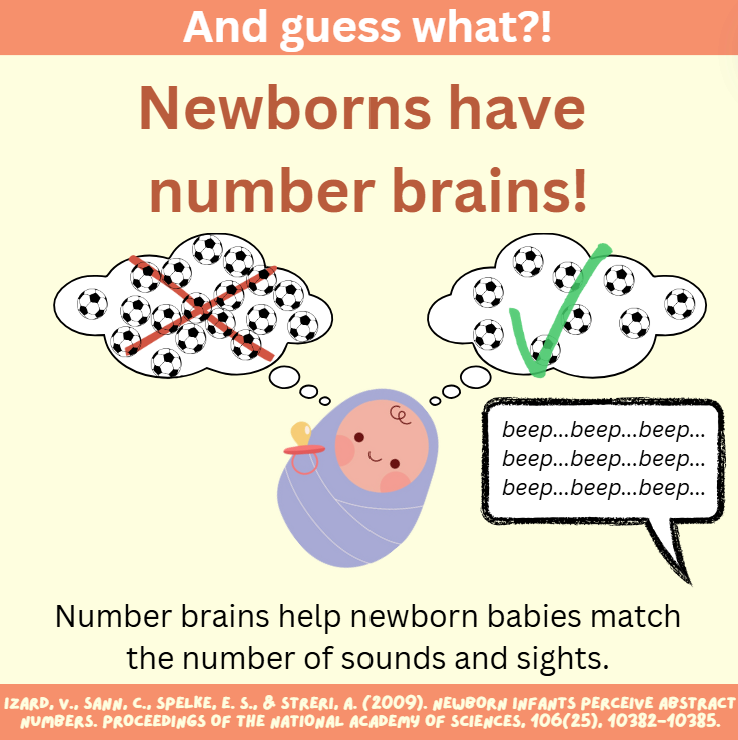 And guess what?!
Newborns have
number brains!
beep...beep...beep...
beep...beep...beep...
beep...beep...beep...
Number brains help newborn babies match
the number of sounds and sights.
IZARD, V., SANN, C., SPELKE, E. S., & STRERI, A. (2009). NEWBORN INFANTS PERCEIVE ABSTRACT
NUMBERS. PROCEEDINGS OF THE NATIONAL ACADEMY OF SCIENCES, 106(25), 10382-10385.